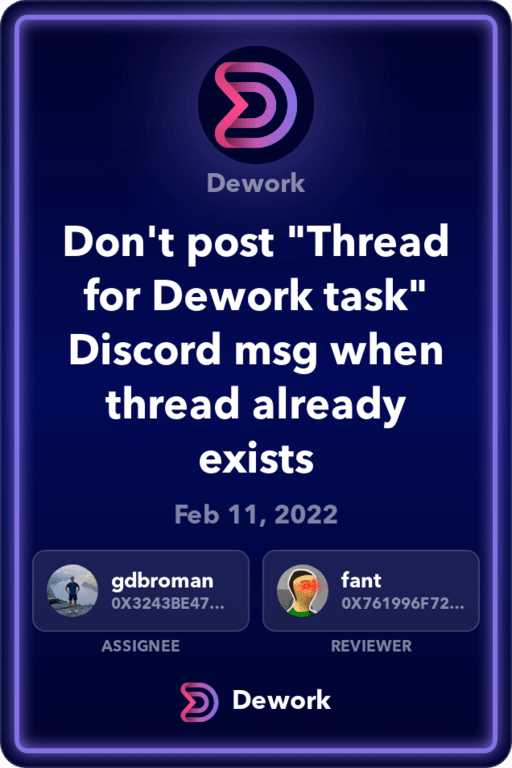 Dework
Don't post "Thread
for Dework task"
Discord msg when
thread already
exists
Feb 11, 2022
gdbroman
0X3243BE47...
ASSIGNEE
fant
0X761996F72...
REVIEWER
Dework